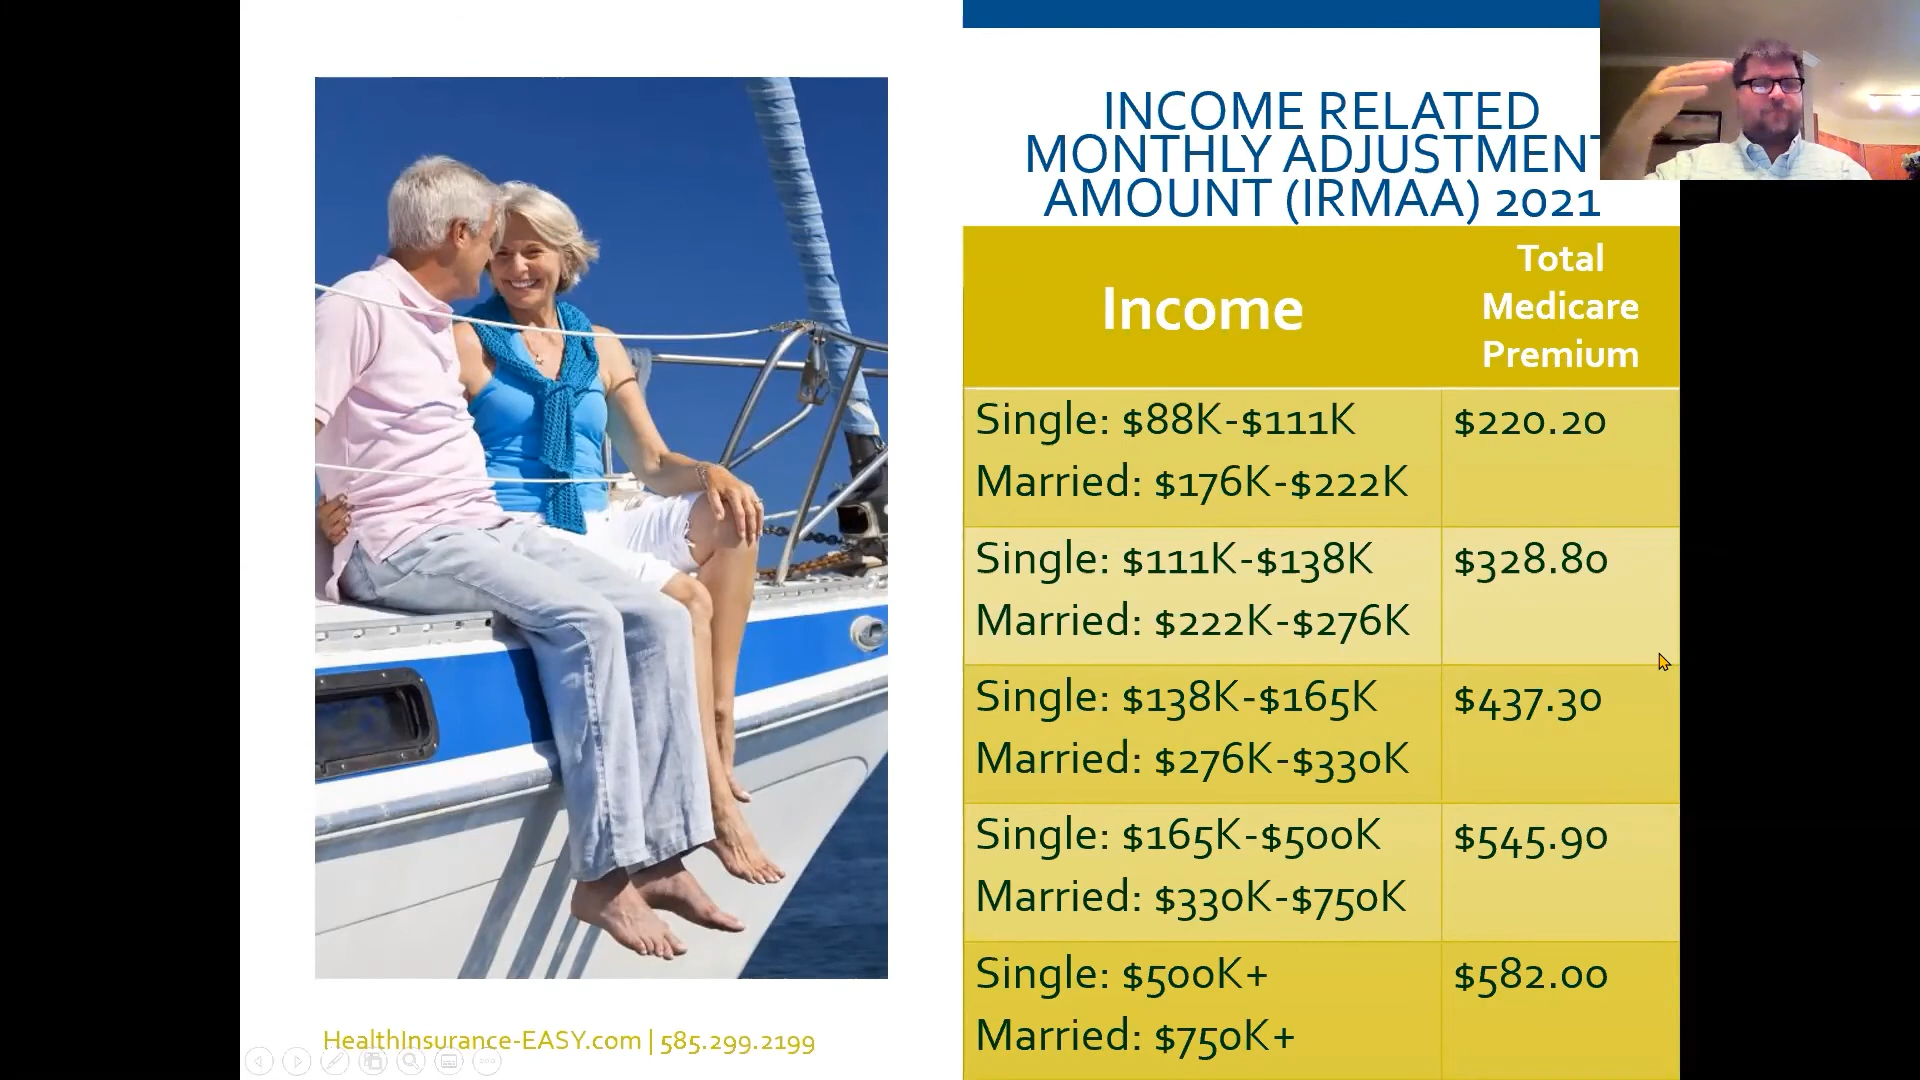 INCOME RELATED
MONTHLY ADJUSTMENT
AMOUNT (IRMAA) 2021
Income
Total
Medicare
Premium
Single: $88K-$111K
Married: $176K-$222K
$220.20
Single: $111K-$138K
Married: $222K-$276K
$328.80
Single: $138K-$165K
Married: $276K-$330K
$437.30
Single: $165K-$500K
Married: $330K-$750K
$545.90
Single: $500K+
Married: $750K+
$582.00
HealthInsurance-EASY.com | 585.299.2199